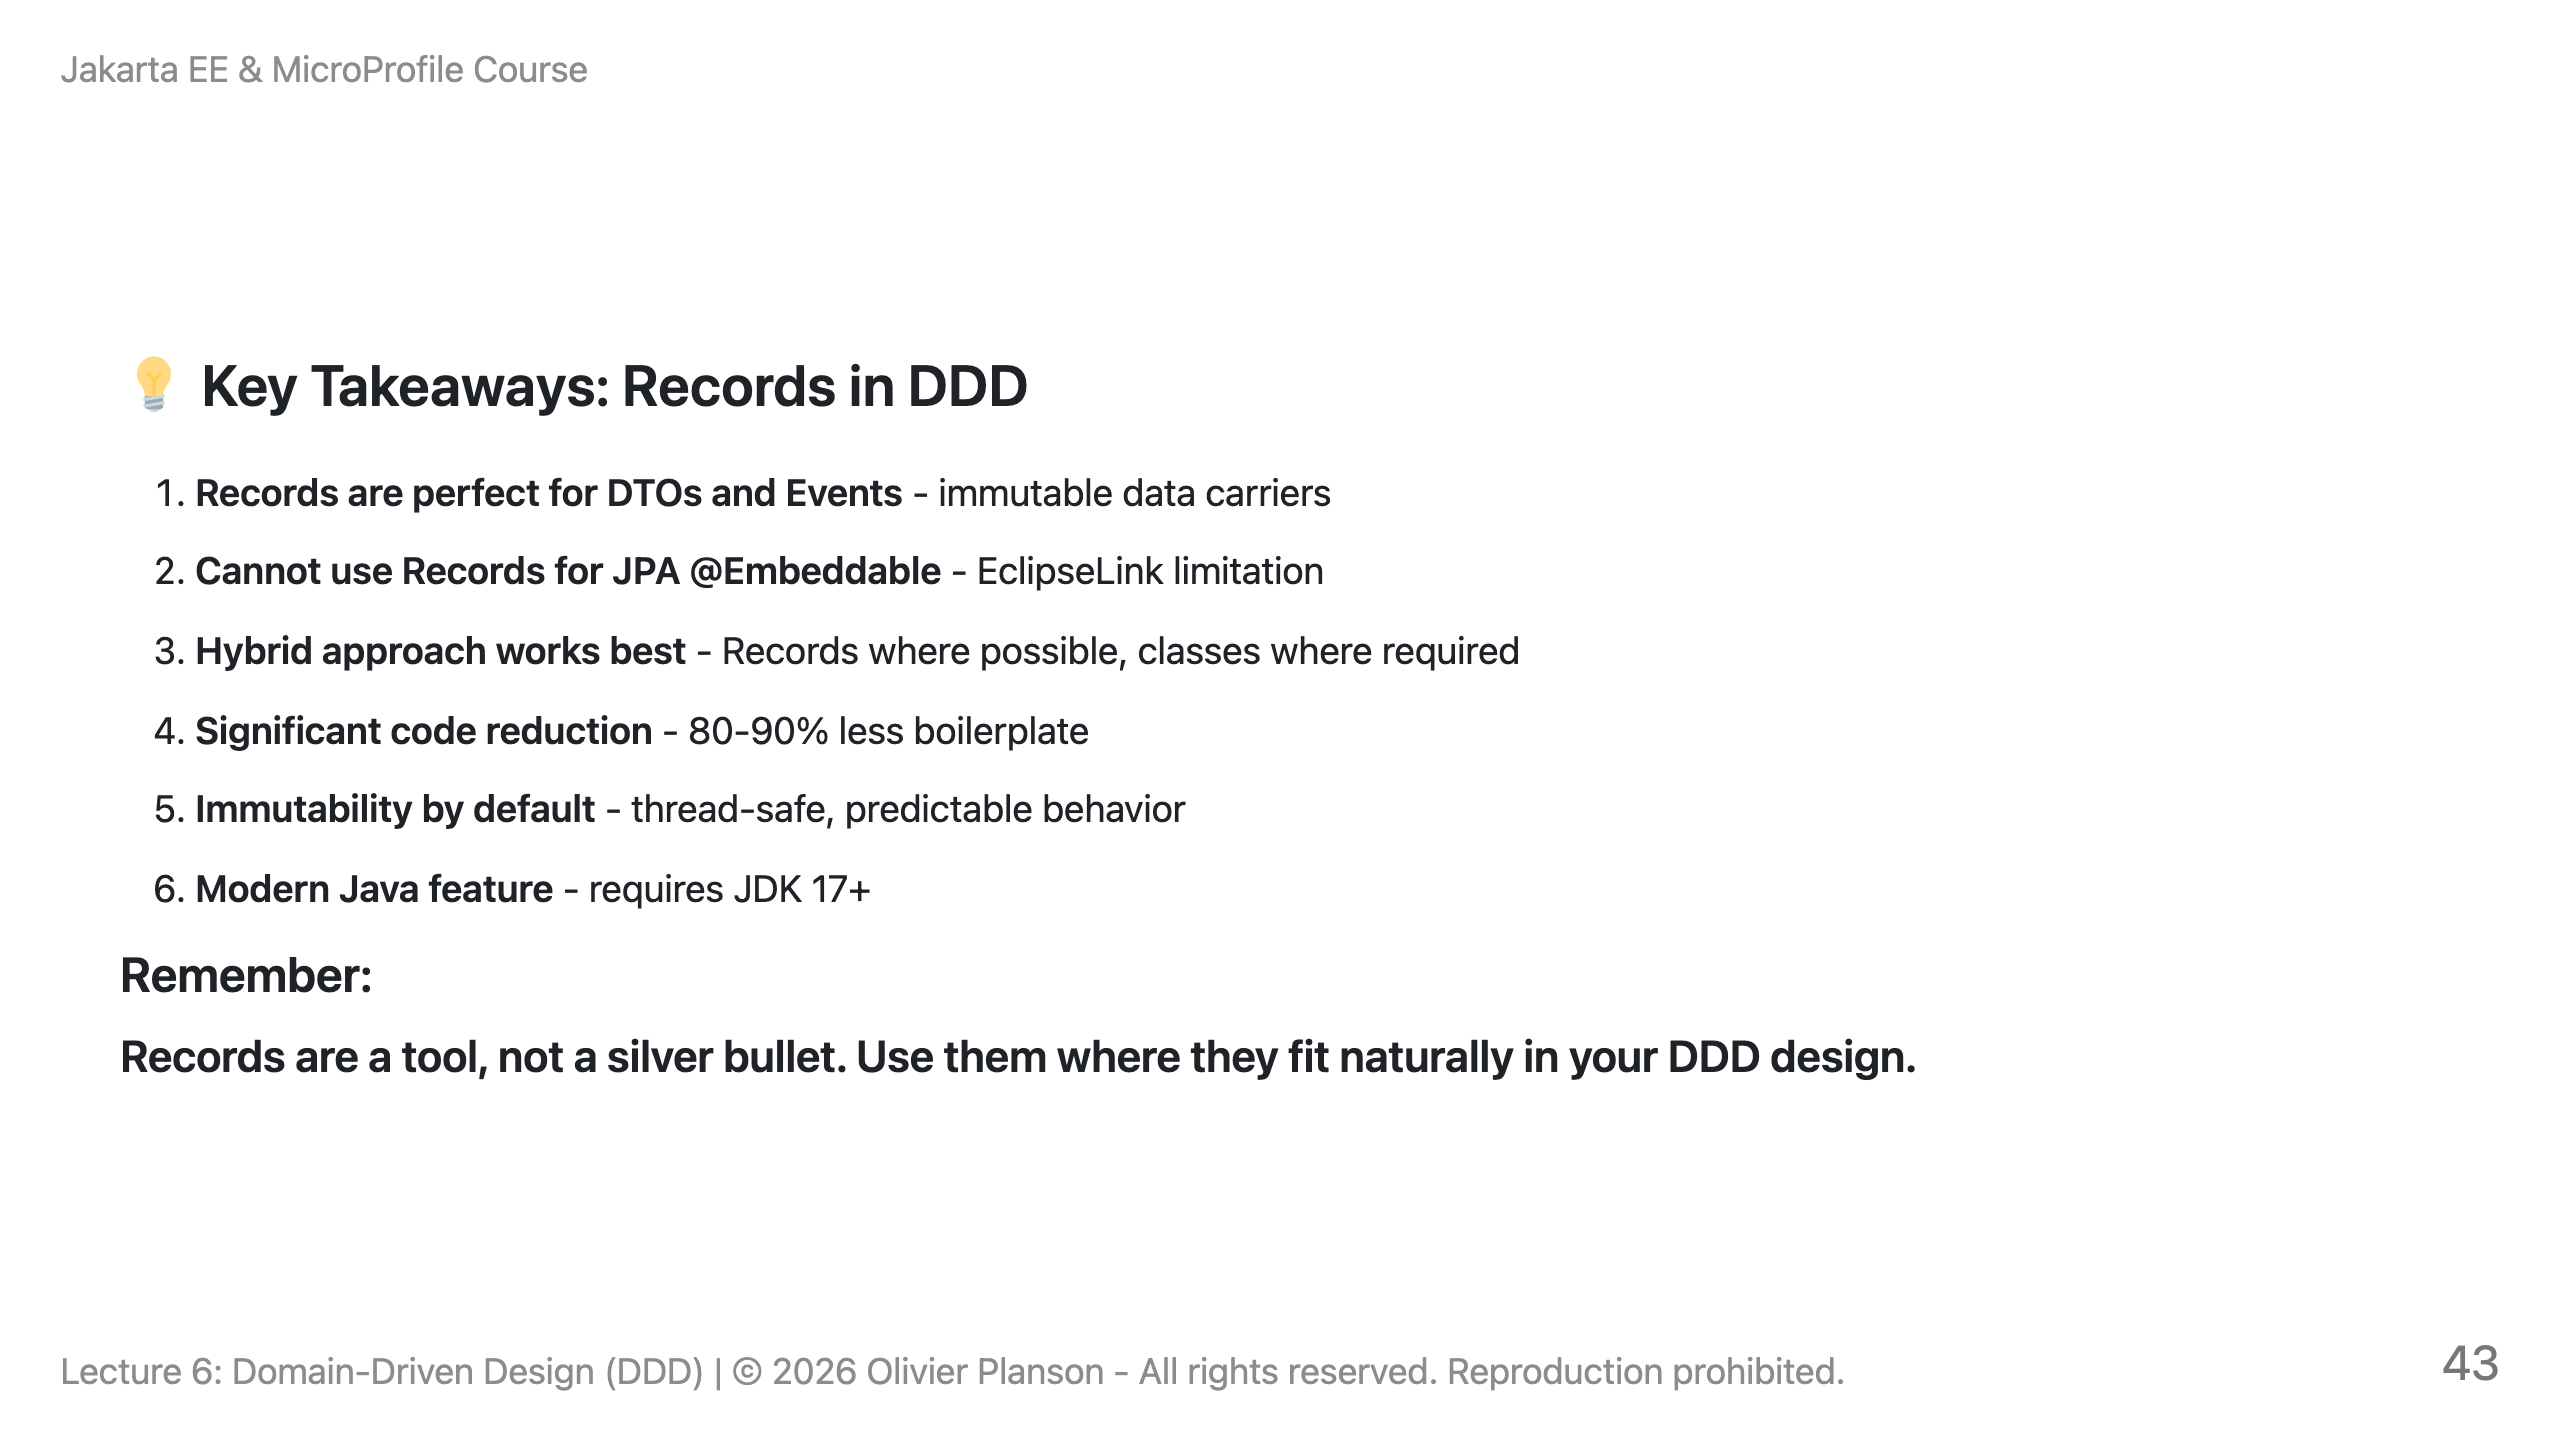 Jakarta EE & MicroProfile Course
💡 Key Takeaways: Records in DDD
1. Records are perfect for DTOs and Events - immutable data carriers
2. Cannot use Records for JPA @Embeddable - EclipseLink limitation
3. Hybrid approach works best - Records where possible, classes where required
4. Significant code reduction - 80-90% less boilerplate
5. Immutability by default - thread-safe, predictable behavior
6. Modern Java feature - requires JDK 17+
Remember:
Records are a tool, not a silver bullet. Use them where they fit naturally in your DDD design.
Lecture 6: Domain-Driven Design (DDD) | © 2026 Olivier Planson - All rights reserved. Reproduction prohibited.
43